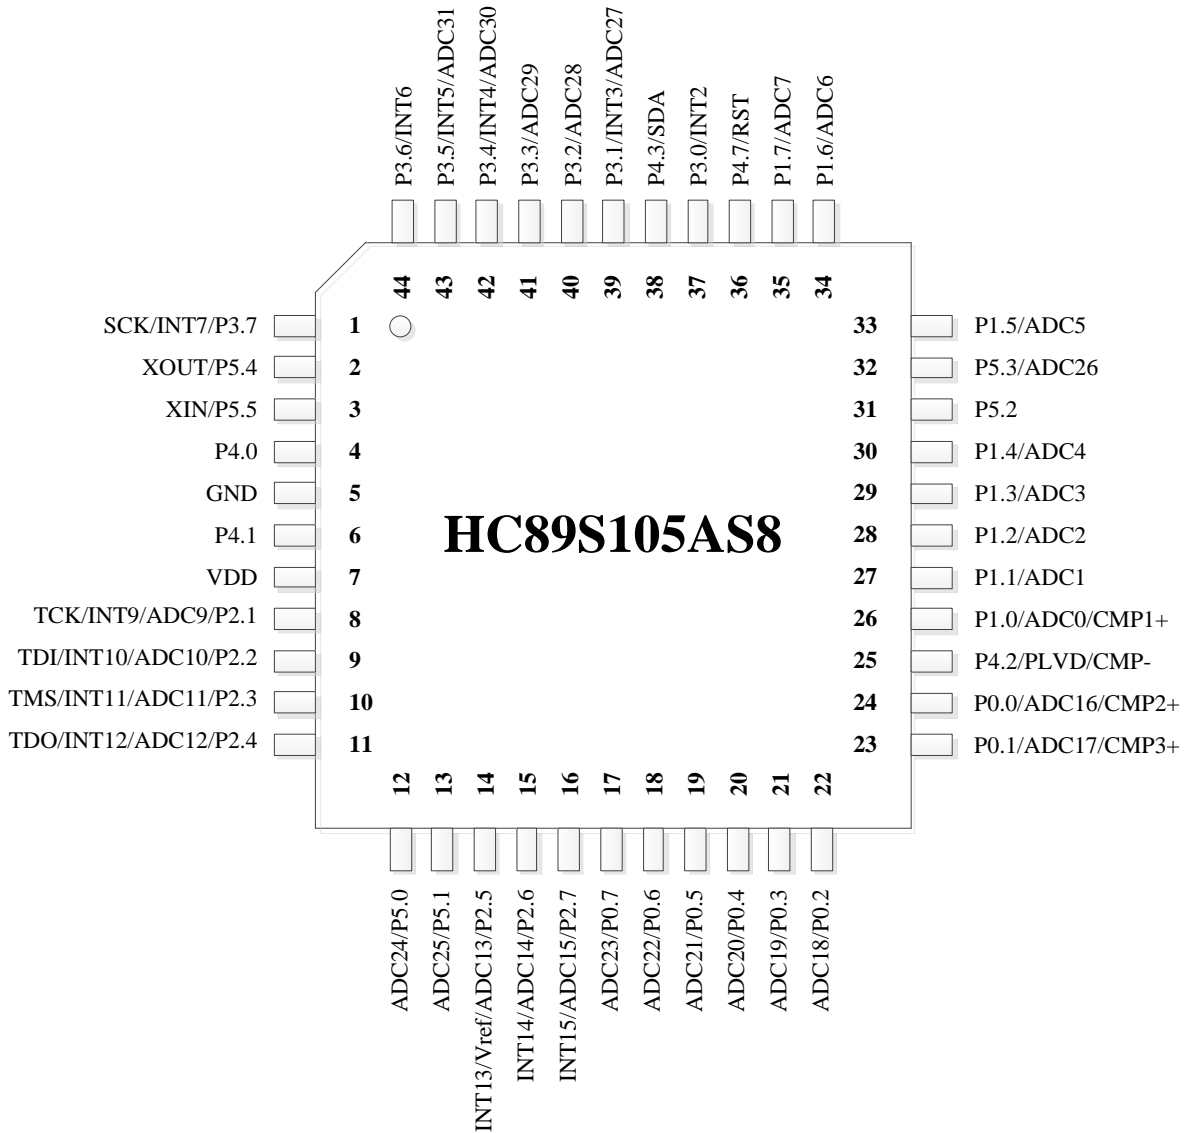 P3.6/INT6
P3.5/INT5/ADC31
P3.4/INT4/ADC30
P3.3/ADC29
P3.2/ADC28
P3.1/INT3/ADC27
P4.3/SDA
P3.0/INT2
P4.7/RST
P1.7/ADC7
P1.6/ADC6
44
43
42
41
40
39
38
37
36
35
34
SCK/INT7/P3.7 1
XOUT/P5.4 2
XIN/P5.5 3
P4.0 4
GND 5
P4.1 6
VDD 7
TCK/INT9/ADC9/P2.1 8
TDI/INT10/ADC10/P2.2 9
TMS/INT11/ADC11/P2.3 10
TDO/INT12/ADC12/P2.4 11
HC89S105AS8
33 P1.5/ADC5
32 P5.3/ADC26
31 P5.2
30 P1.4/ADC4
29 P1.3/ADC3
28 P1.2/ADC2
27 P1.1/ADC1
26 P1.0/ADC0/CMP1+
25 P4.2/PLVD/CMP-
24 P0.0/ADC16/CMP2+
23 P0.1/ADC17/CMP3+
12
13
14
15
16
17
18
19
20
21
22
ADC24/P5.0
ADC25/P5.1
INT13/Vref/ADC13/P2.5
INT14/ADC14/P2.6
INT15/ADC15/P2.7
ADC23/P0.7
ADC22/P0.6
ADC21/P0.5
ADC20/P0.4
ADC19/P0.3
ADC18/P0.2